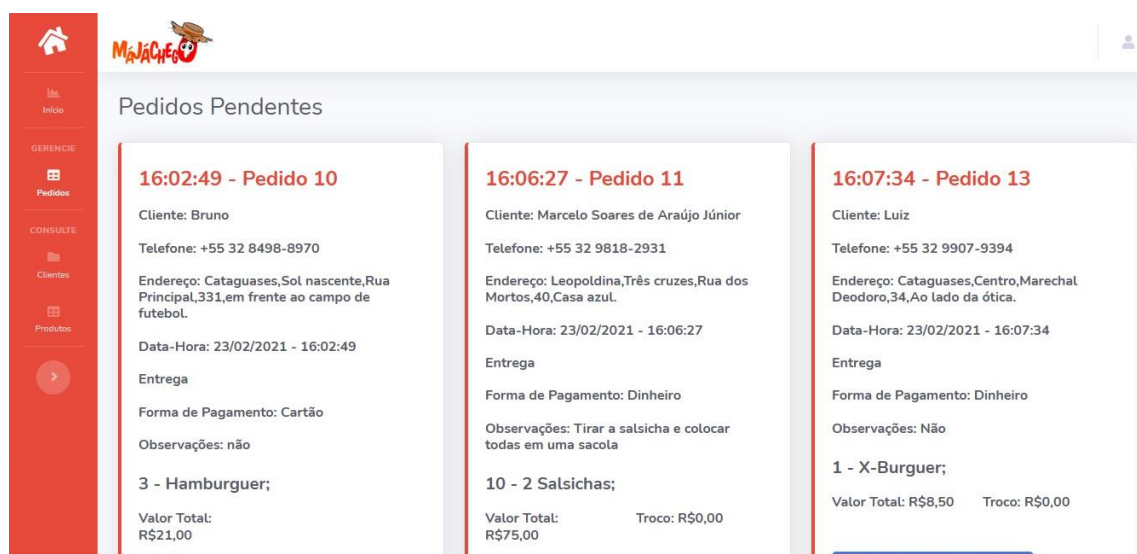 MÁJÁCHEGO
Início
GERENCIE
Pedidos
CONSULTE
Clientes
Produtos
Pedidos Pendentes
16:02:49 - Pedido 10
Cliente: Bruno
Telefone: +55 32 8498-8970
Endereço: Cataguases,Sol nascente,Rua
Principal,331,em frente ao campo de
futebol.
Data-Hora: 23/02/2021 - 16:02:49
Entrega
Forma de Pagamento: Cartão
Observações: não
3 - Hamburguer;
Valor Total:
R$21,00
16:06:27 - Pedido 11
Cliente: Marcelo Soares de Araújo Júnior
Telefone: +55 32 9818-2931
Endereço: Leopoldina,Três cruzes,Rua dos
Mortos,40,Casa azul.
Data-Hora: 23/02/2021 - 16:06:27
Entrega
Forma de Pagamento: Dinheiro
Observações: Tirar a salsicha e colocar
todas em uma sacola
10 - 2 Salsichas;
Valor Total: Troco: R$0,00
R$75,00
16:07:34 - Pedido 13
Cliente: Luiz
Telefone: +55 32 9907-9394
Endereço: Cataguases,Centro,Marechal
Deodoro,34,Ao lado da ótica.
Data-Hora: 23/02/2021 - 16:07:34
Entrega
Forma de Pagamento: Dinheiro
Observações: Não
1 - X-Burguer;
Valor Total: R$8,50 Troco: R$0,00